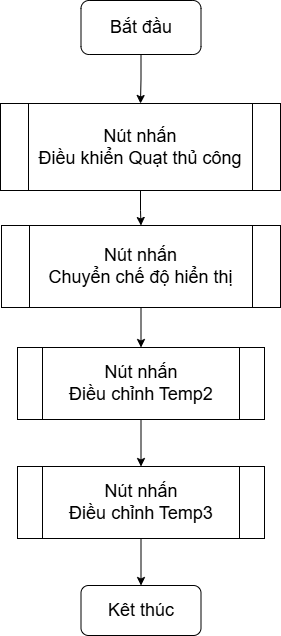 Bắt đầu
Nút nhấn
Điều khiển Quạt thủ công
Nút nhấn
Chuyển chế độ hiển thị
Nút nhấn
Điều chỉnh Temp2
Nút nhấn
Điều chỉnh Temp3
Kêt thúc